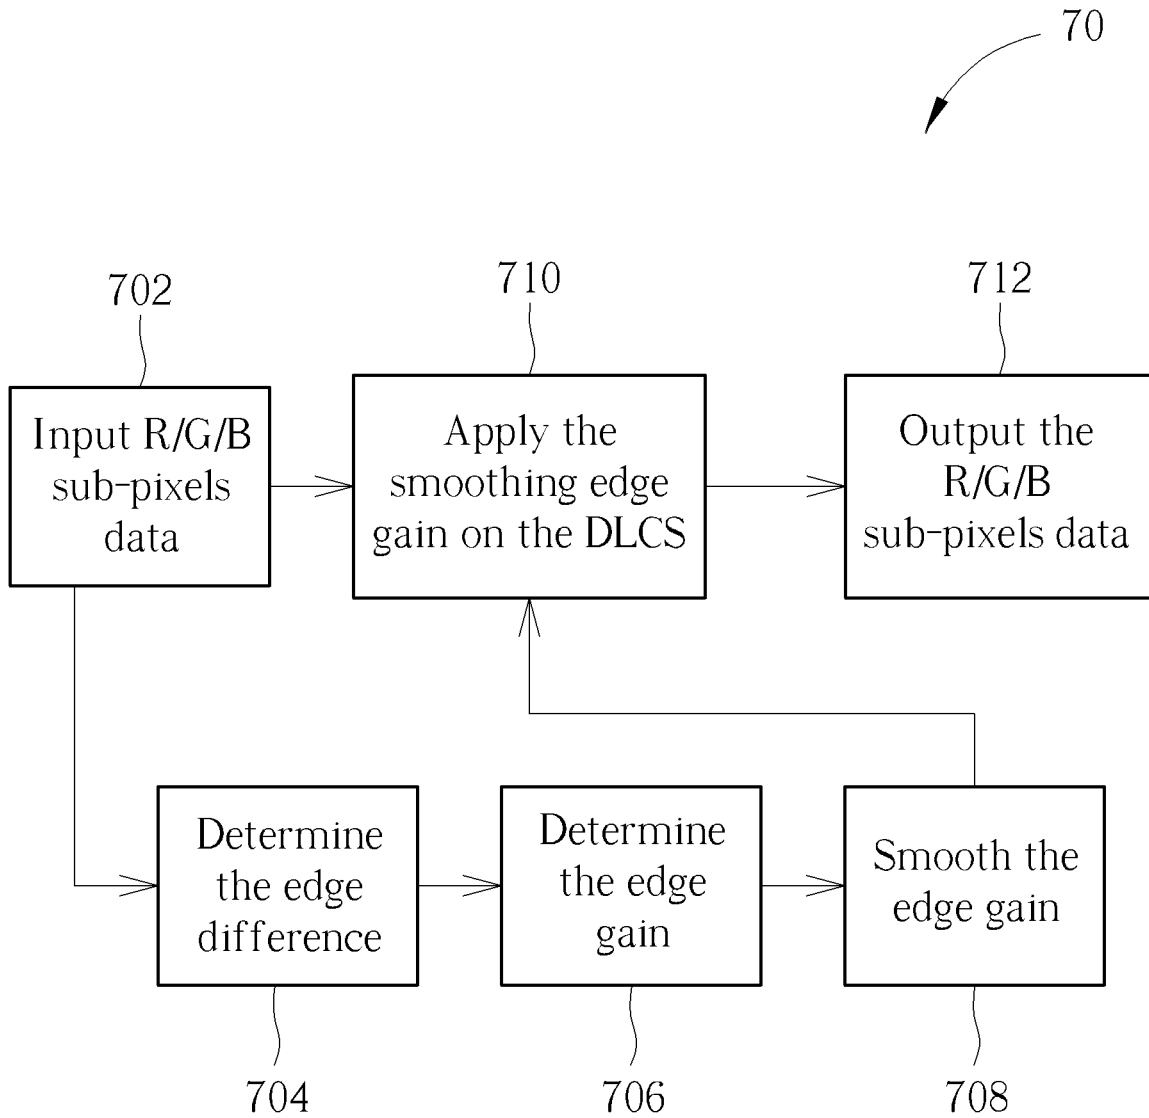 70
702
710
712
Input R/G/B
sub-pixels
data
Apply the
smoothing edge
gain on the DLCS
Output the
R/G/B
sub-pixels data
Determine
the edge
difference
Determine
the edge
gain
Smooth the
edge gain
704
706
708